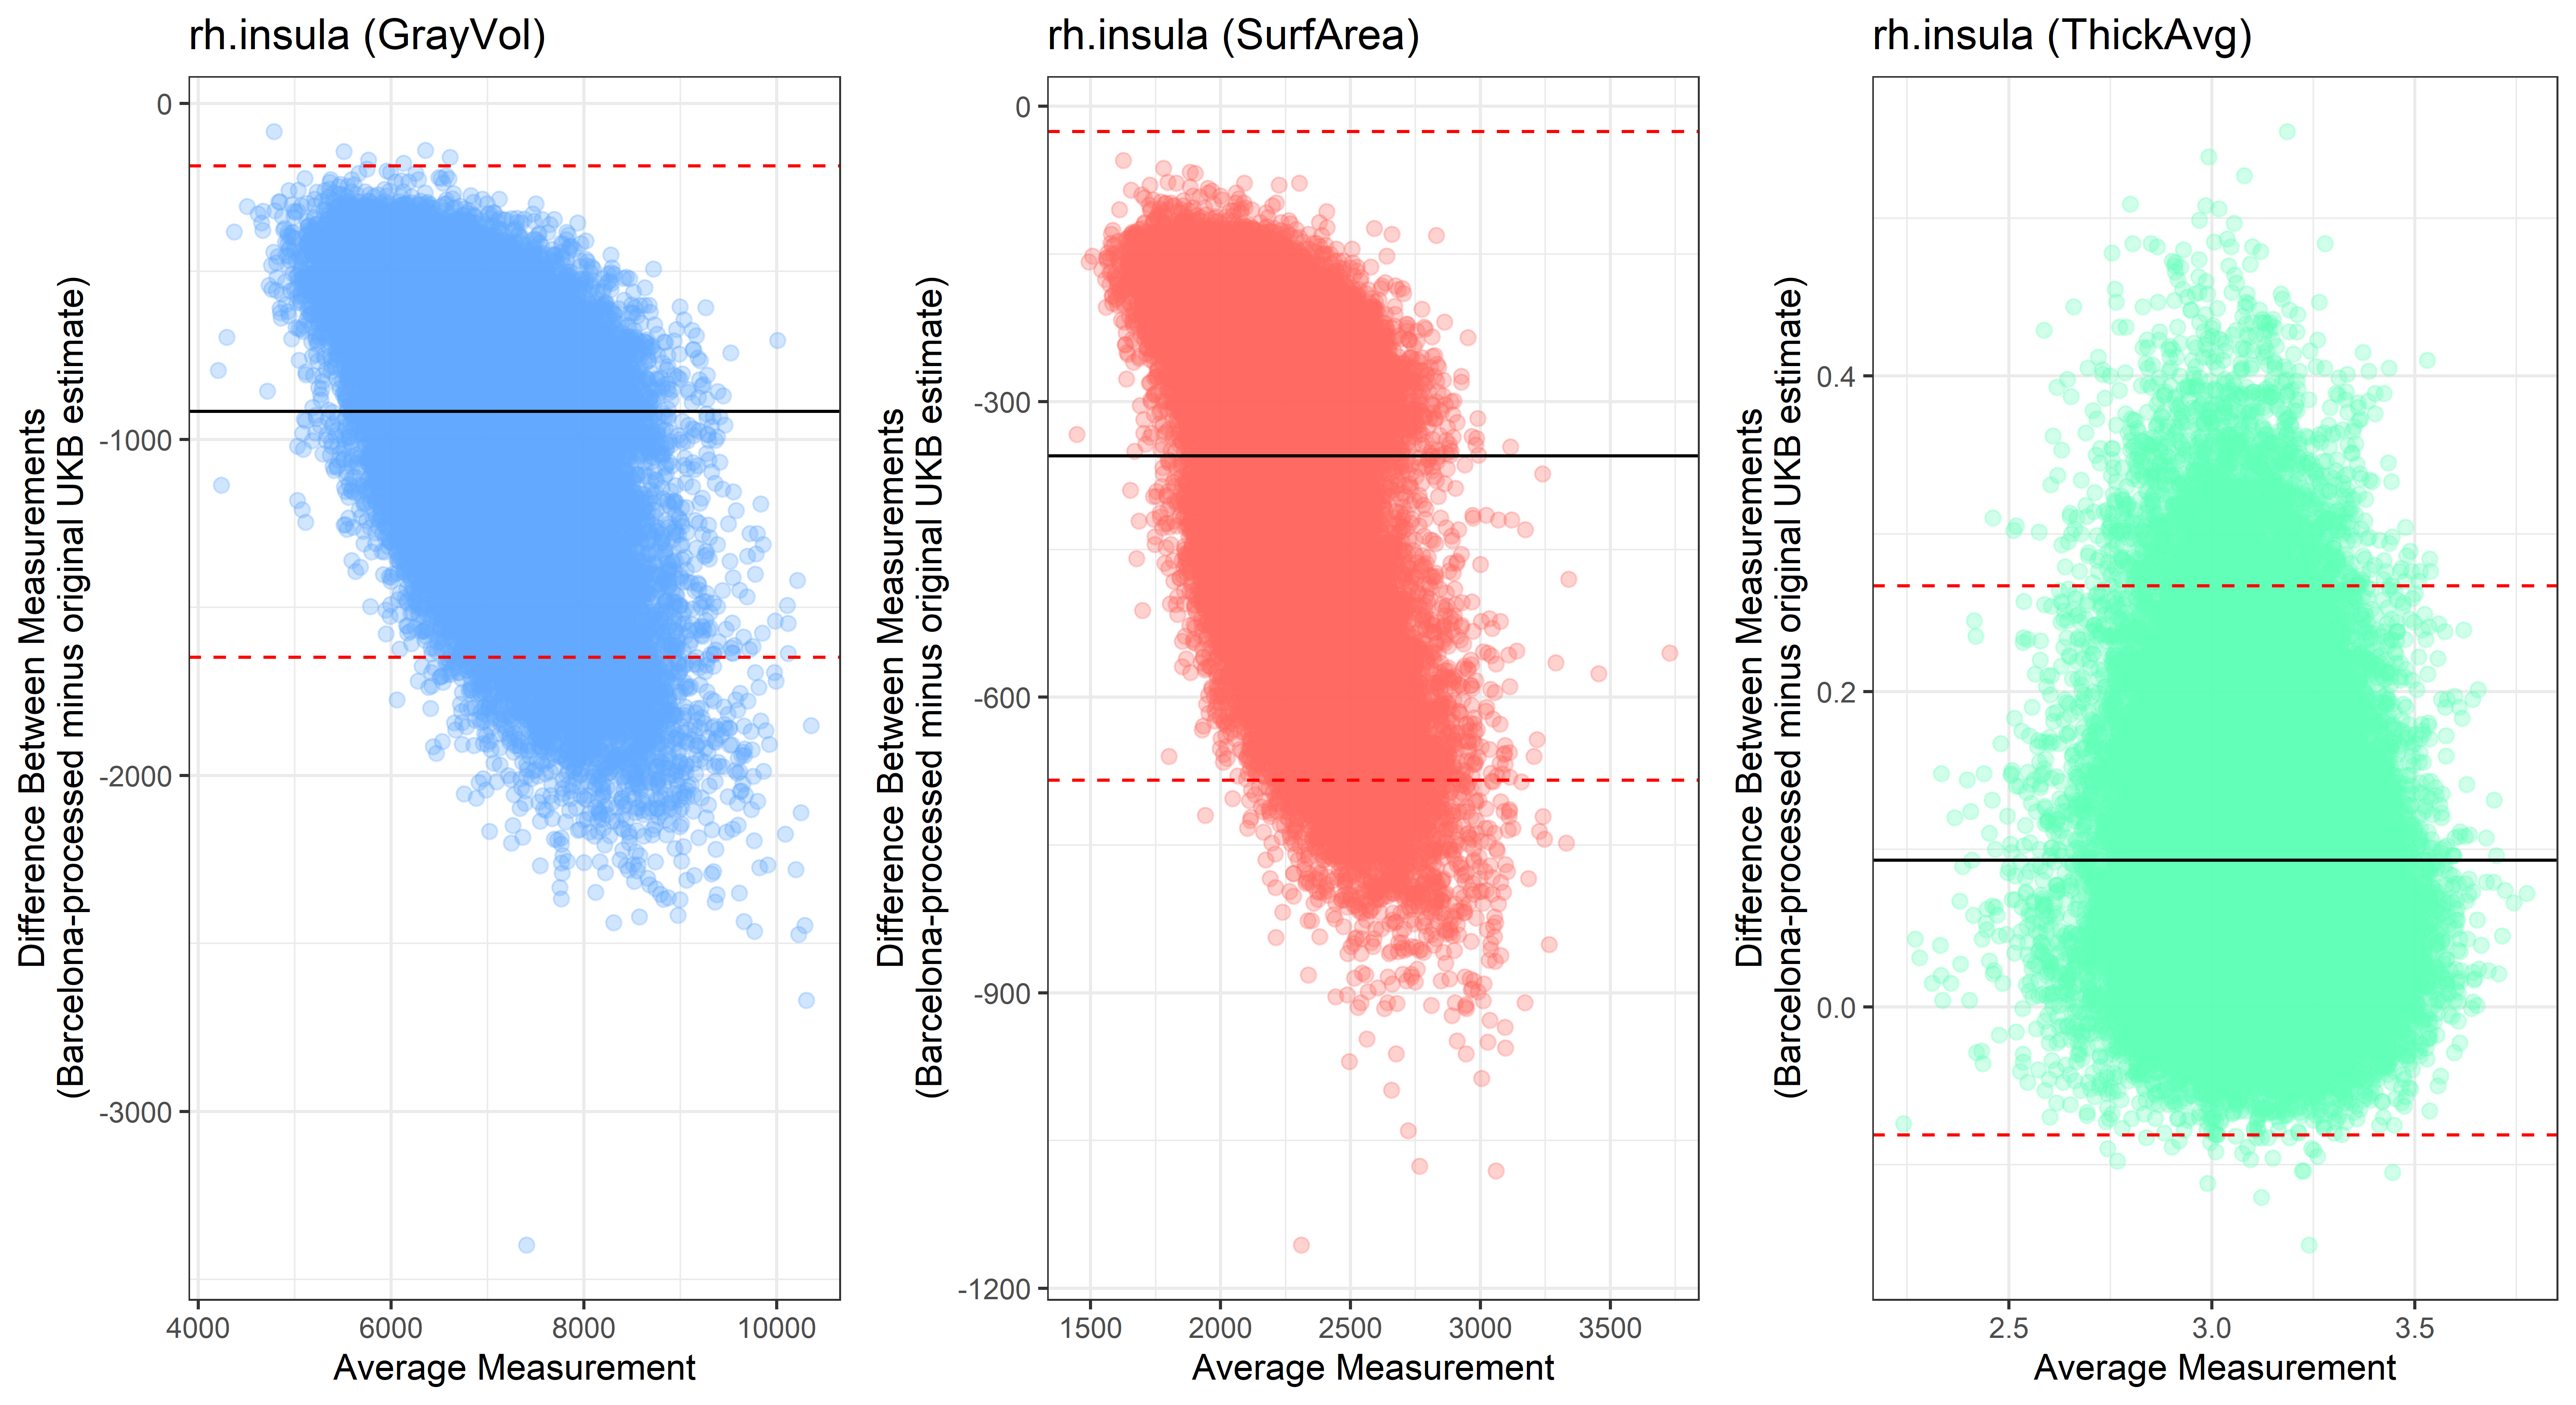 rh.insula (GrayVol)
Difference Between Measurements
(Barcelona-processed minus original UKB estimate)
0
-1000
-2000
-3000
4000 6000 8000 10000
Average Measurement
rh.insula (SurfArea)
Difference Between Measurements
(Barcelona-processed minus original UKB estimate)
0
-300
-600
-900
-1200
1500 2000 2500 3000 3500
Average Measurement
rh.insula (ThickAvg)
Difference Between Measurements
(Barcelona-processed minus original UKB estimate)
0.4
0.2
0.0
2.5 3.0 3.5
Average Measurement